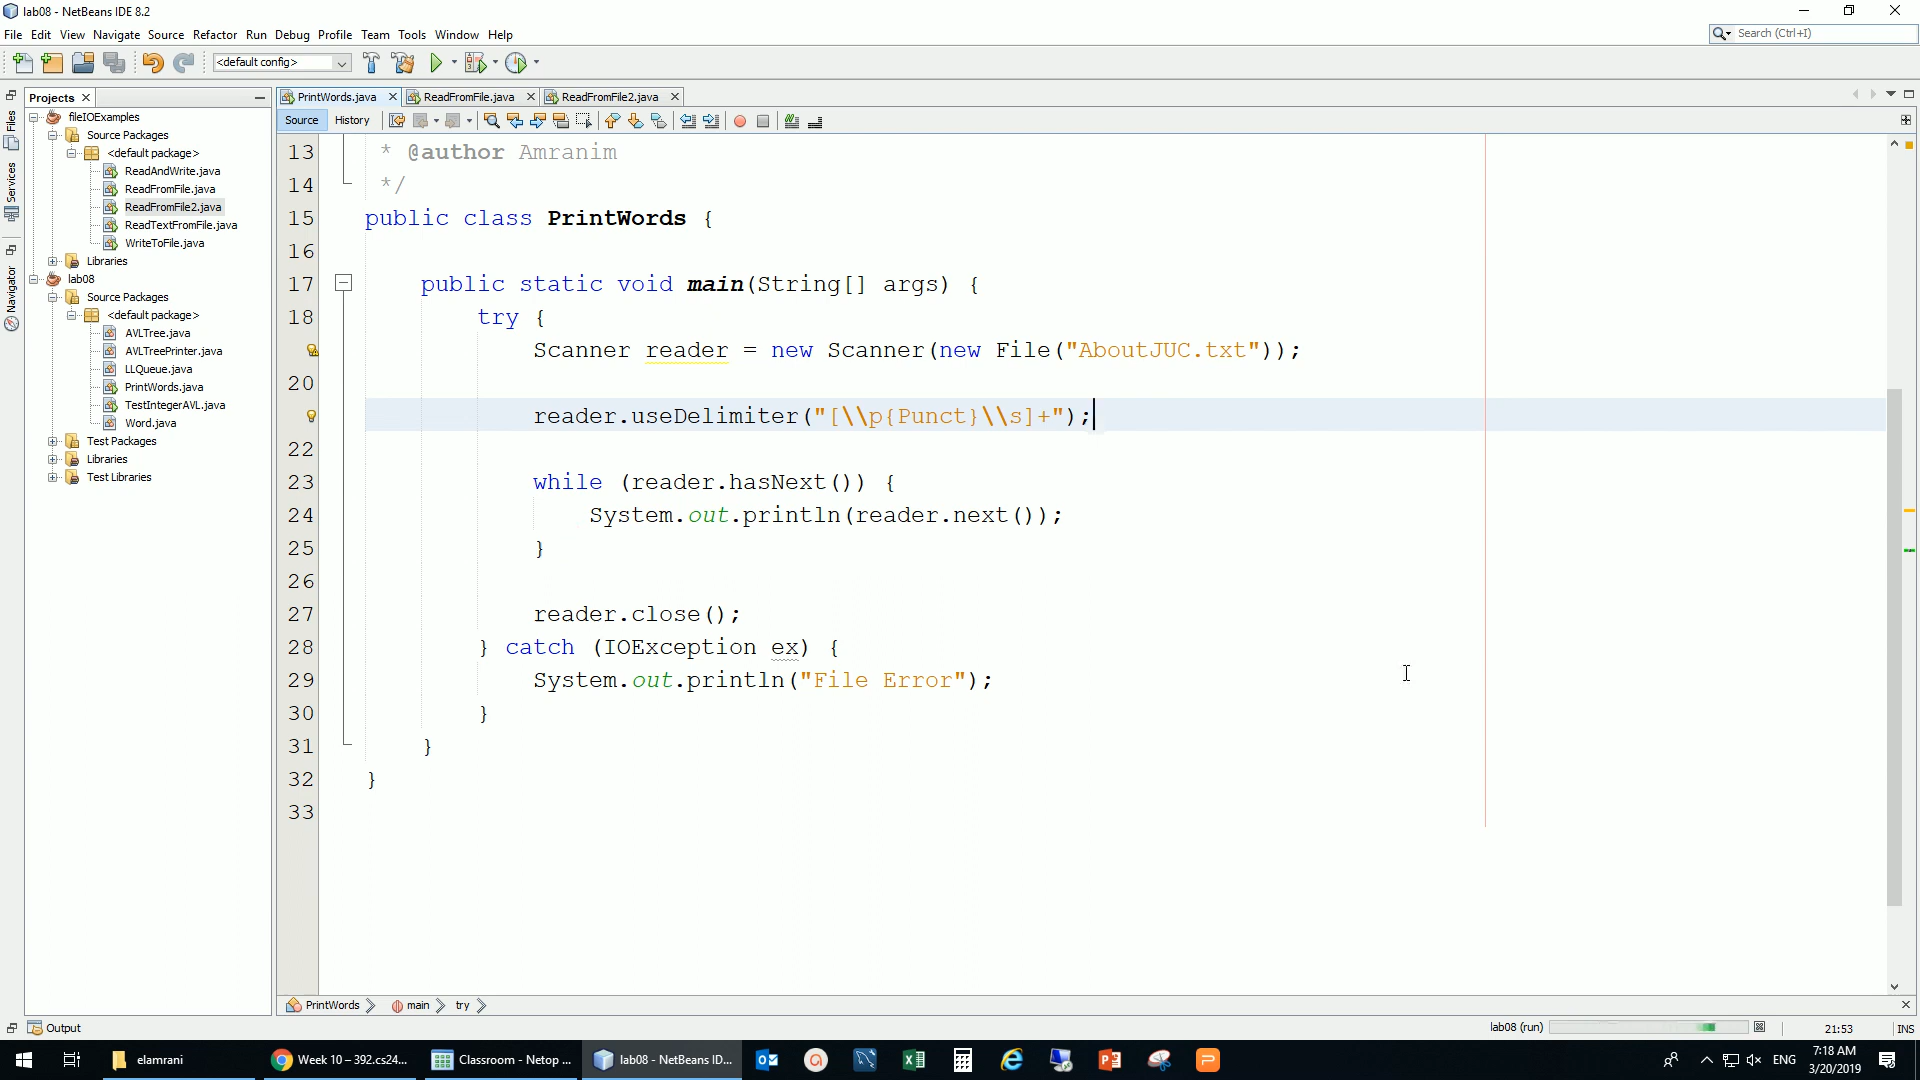 lab08 - NetBeans IDE 8.2
File Edit View Navigate Source Refactor Run Debug Profile Team Tools Window Help
Search (Ctrl+I)
<default config>
Projects
PrintWords.java ReadFromFile.java ReadFromFile2.java
Source History
Files
Services
Navigator
fileIOExamples
Source Packages
<default package>
ReadAndWrite.java
ReadFromFile.java
ReadFromFile2.java
ReadTextFromFile.java
WriteToFile.java
Libraries
lab08
Source Packages
<default package>
AVLTree.java
AVLTreePrinter.java
LLQueue.java
PrintWords.java
TestIntegerAVL.java
Word.java
Test Packages
Libraries
Test Libraries
13 * @author Amranim
14 */
15 public class PrintWords {
16
17 public static void main(String[] args) {
18 try {
Scanner reader = new Scanner(new File("AboutJUC.txt"));
20
reader.useDelimiter("[\\p{Punct}\\s]+");
22
23 while (reader.hasNext()) {
24 System.out.println(reader.next());
25 }
26
27 reader.close();
28 } catch (IOException ex) {
29 System.out.println("File Error");
30 }
31 }
32 }
33
PrintWords main try
Output
lab08 (run)
21:53 INS
elamrani
Week 10 – 392.cs24...
Classroom - Netop ...
lab08 - NetBeans ID...
ENG
7:18 AM
3/20/2019